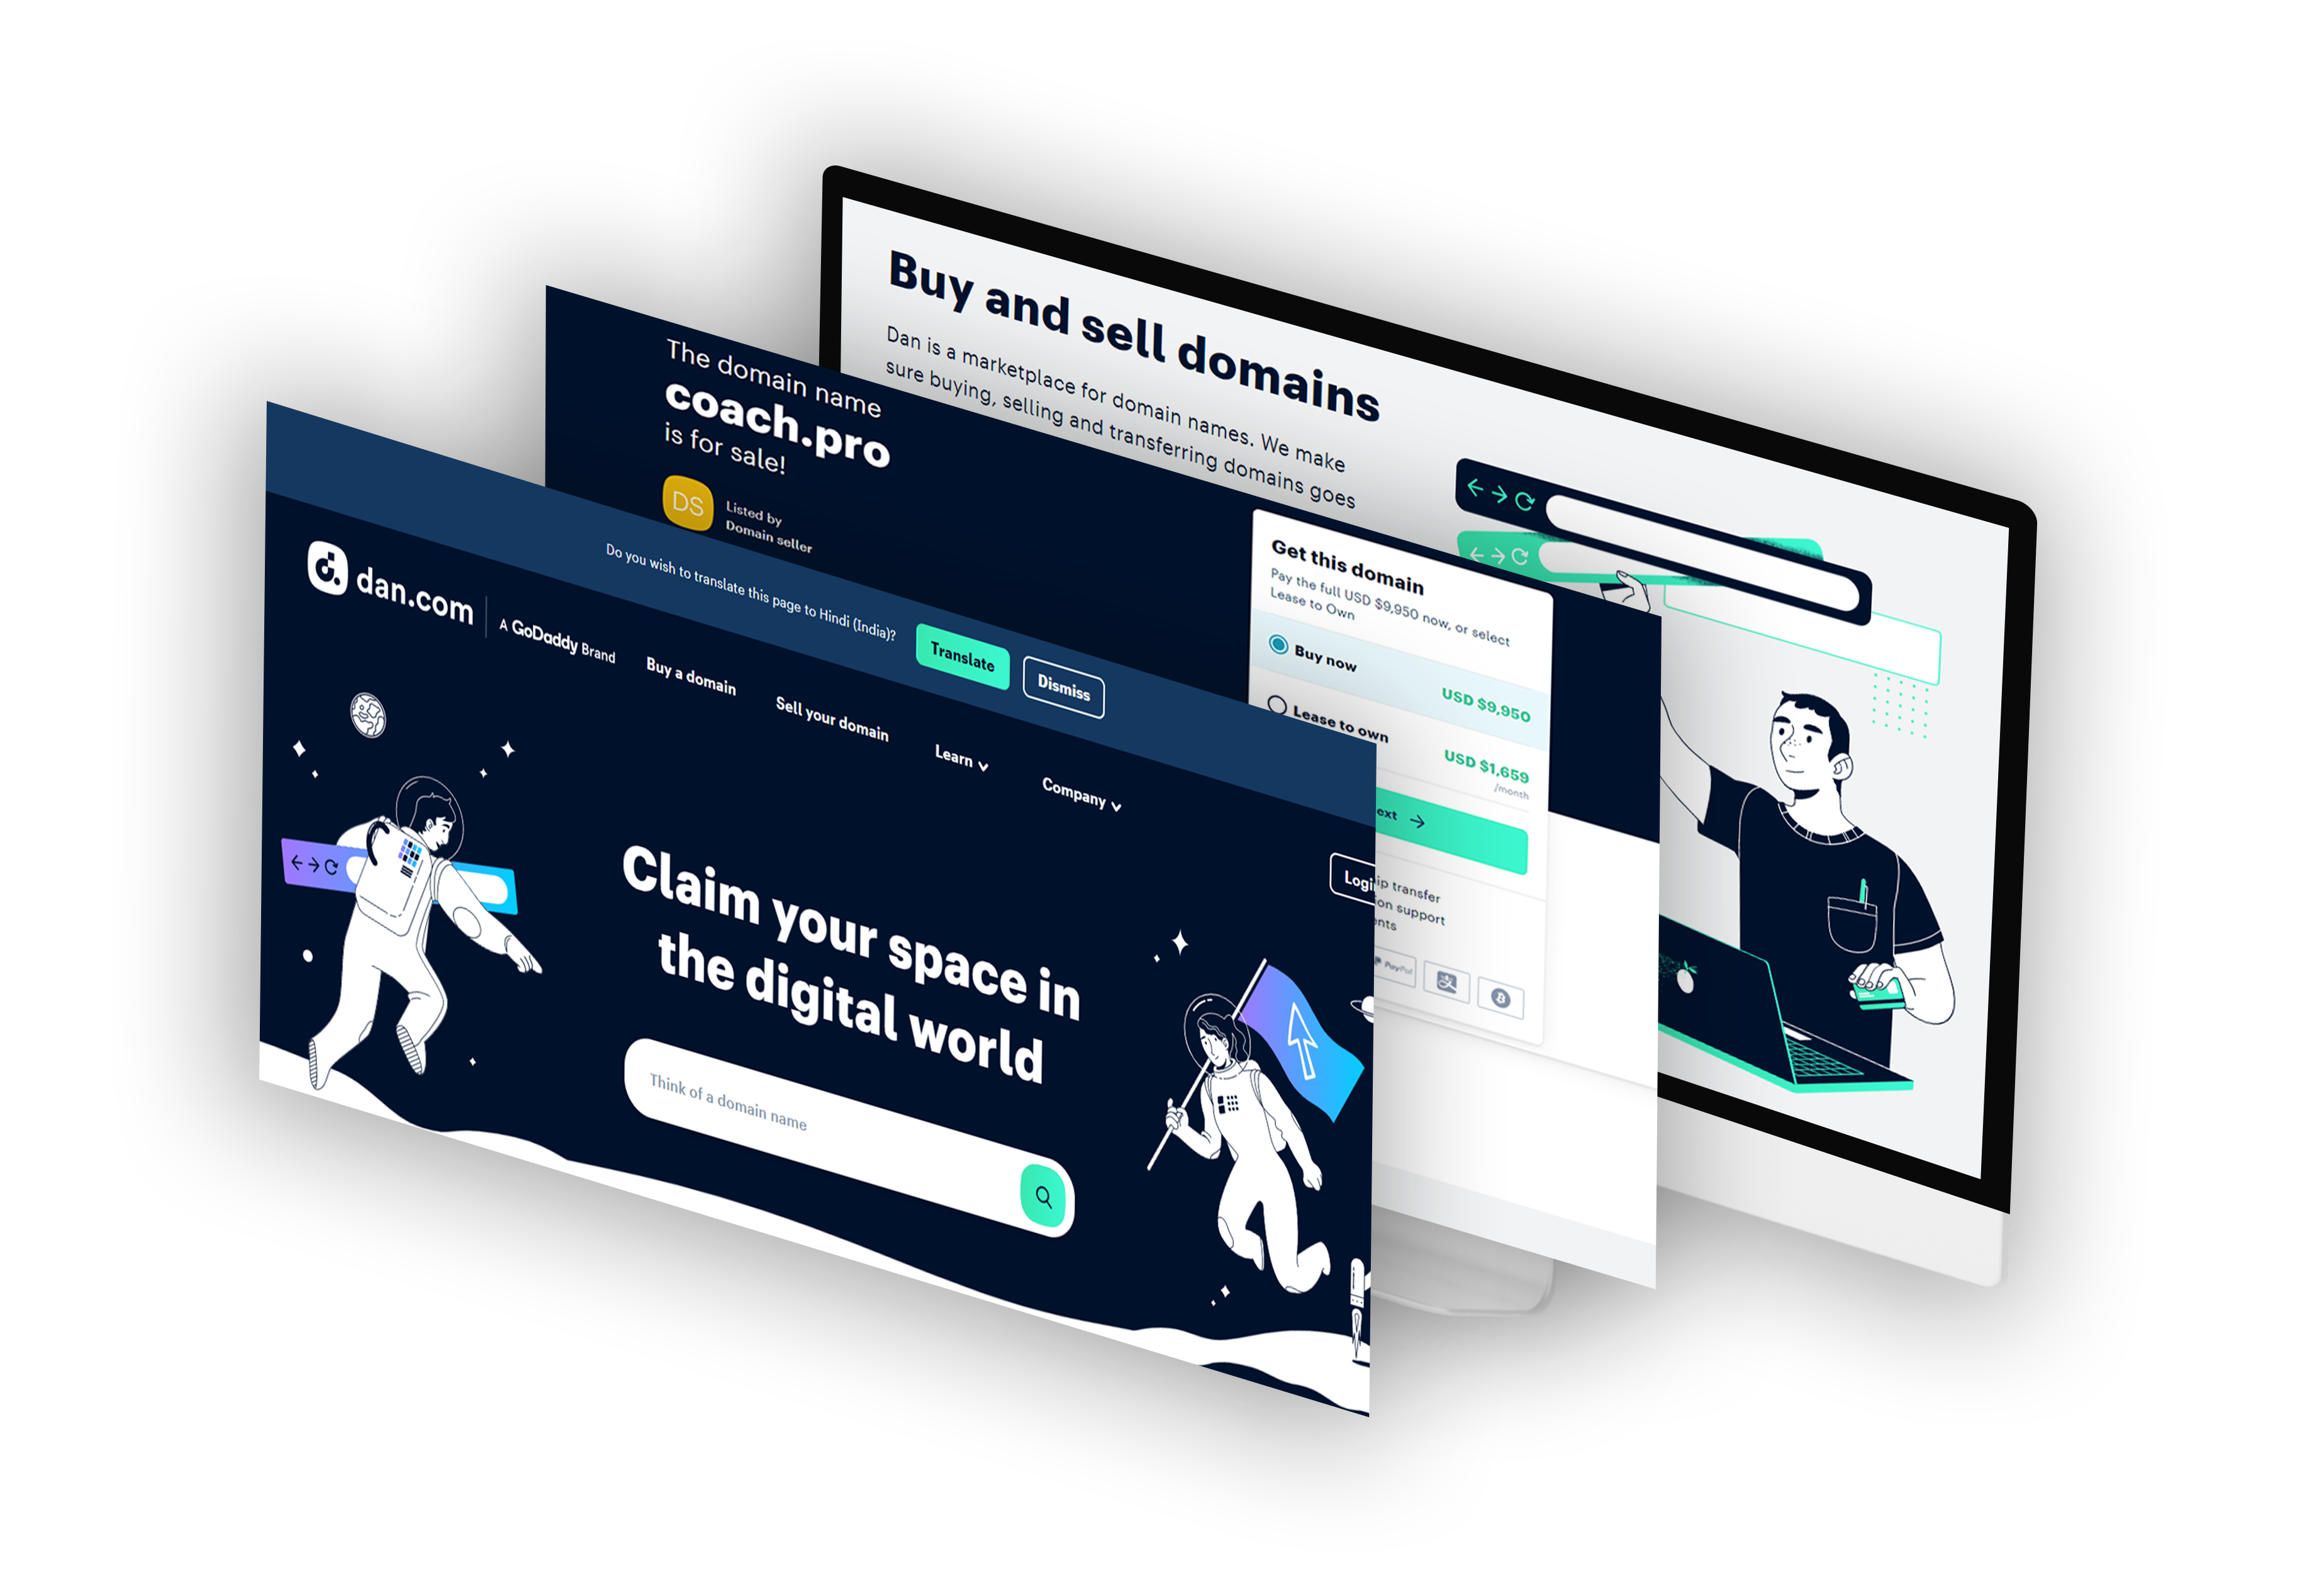 Buy and sell domains
Dan is a marketplace for domain names. We make
sure buying, selling and transferring domains goes
The domain name
coach.pro
is for sale!
DS
Listed by
Domain seller
Get this domain
Pay the full USD $9,950 now, or select
Lease to Own
Buy now
USD $9,950
Lease to own
USD $1,659
/month
ext
ip transfer
ion support
ents
PayPal
Do you wish to translate this page to Hindi (India)?
Translate
Dismiss
dan.com
A GoDaddy Brand
Buy a domain
Sell your domain
Learn
Company
Logi
Claim your space in
the digital world
Think of a domain name